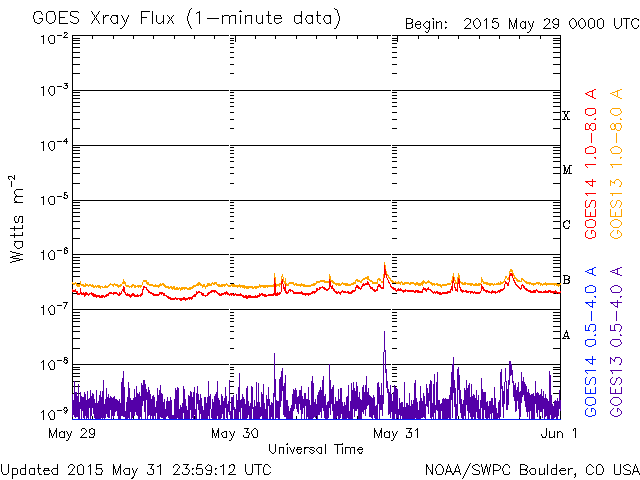 GOES Xray Flux (1-minute data)
Begin: 2015 May 29 0000 UTC
10⁻²
10⁻³
10⁻⁴
10⁻⁵
10⁻⁶
10⁻⁷
10⁻⁸
10⁻⁹
Watts m⁻²
X
M
C
B
A
GOES14 1.0-8.0 A
GOES13 1.0-8.0 A
GOES14 0.5-4.0 A
GOES13 0.5-4.0 A
May 29 May 30 May 31 Jun 1
Universal Time
Updated 2015 May 31 23:59:12 UTC
NOAA/SWPC Boulder, CO USA